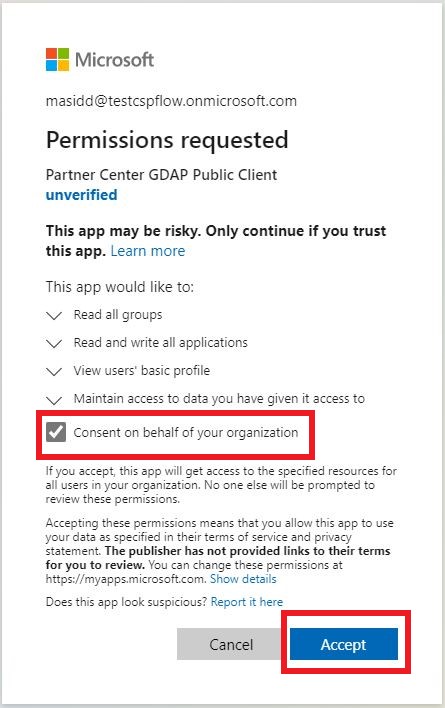 Microsoft
masidd@testcspflow.onmicrosoft.com
Permissions requested
Partner Center GDAP Public Client
unverified
This app may be risky. Only continue if you trust
this app. Learn more
This app would like to:
Read all groups
Read and write all applications
View users' basic profile
Maintain access to data you have given it access to
Consent on behalf of your organization
If you accept, this app will get access to the specified resources for
all users in your organization. No one else will be prompted to
review these permissions.
Accepting these permissions means that you allow this app to use
your data as specified in their terms of service and privacy
statement. The publisher has not provided links to their terms
for you to review. You can change these permissions at
https://myapps.microsoft.com. Show details
Does this app look suspicious? Report it here
Cancel Accept